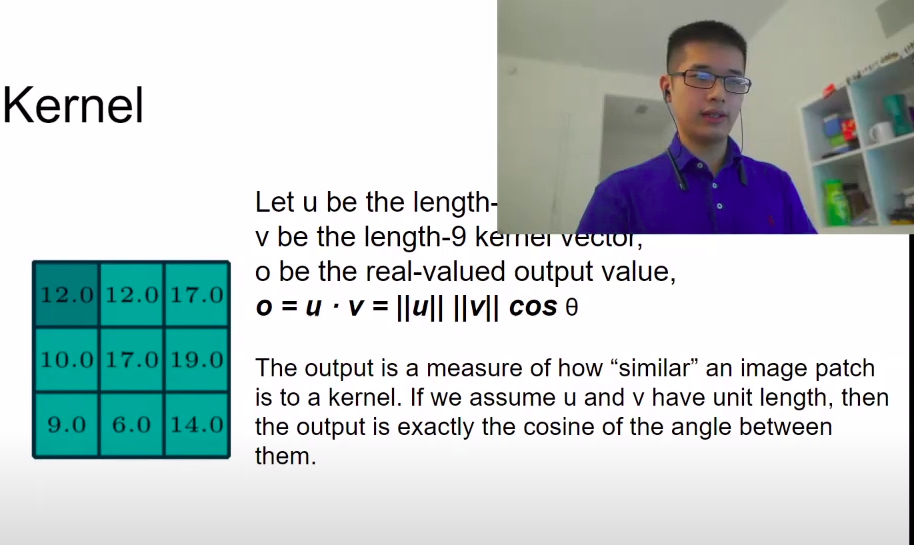 Kernel
Let u be the length-
v be the length-9 kernel vector,
o be the real-valued output value,
o = u · v = ||u|| ||v|| cos θ
12.0 12.0 17.0
10.0 17.0 19.0
9.0 6.0 14.0
The output is a measure of how “similar” an image patch
is to a kernel. If we assume u and v have unit length, then
the output is exactly the cosine of the angle between
them.